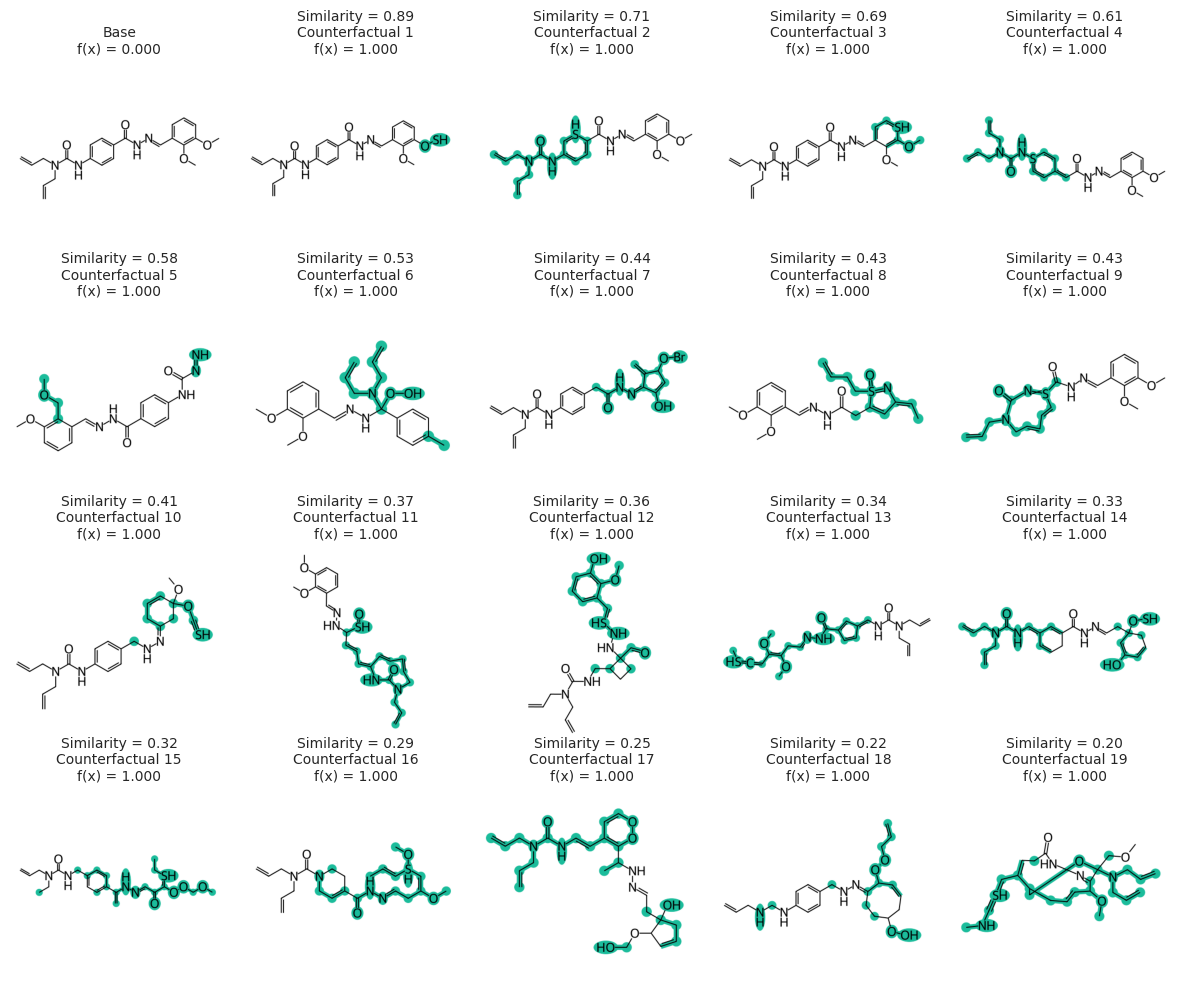 Base
f(x) = 0.000
Similarity = 0.89
Counterfactual 1
f(x) = 1.000
Similarity = 0.71
Counterfactual 2
f(x) = 1.000
Similarity = 0.69
Counterfactual 3
f(x) = 1.000
Similarity = 0.61
Counterfactual 4
f(x) = 1.000
Similarity = 0.58
Counterfactual 5
f(x) = 1.000
Similarity = 0.53
Counterfactual 6
f(x) = 1.000
Similarity = 0.44
Counterfactual 7
f(x) = 1.000
Similarity = 0.43
Counterfactual 8
f(x) = 1.000
Similarity = 0.43
Counterfactual 9
f(x) = 1.000
Similarity = 0.41
Counterfactual 10
f(x) = 1.000
Similarity = 0.37
Counterfactual 11
f(x) = 1.000
Similarity = 0.36
Counterfactual 12
f(x) = 1.000
Similarity = 0.34
Counterfactual 13
f(x) = 1.000
Similarity = 0.33
Counterfactual 14
f(x) = 1.000
Similarity = 0.32
Counterfactual 15
f(x) = 1.000
Similarity = 0.29
Counterfactual 16
f(x) = 1.000
Similarity = 0.25
Counterfactual 17
f(x) = 1.000
Similarity = 0.22
Counterfactual 18
f(x) = 1.000
Similarity = 0.20
Counterfactual 19
f(x) = 1.000